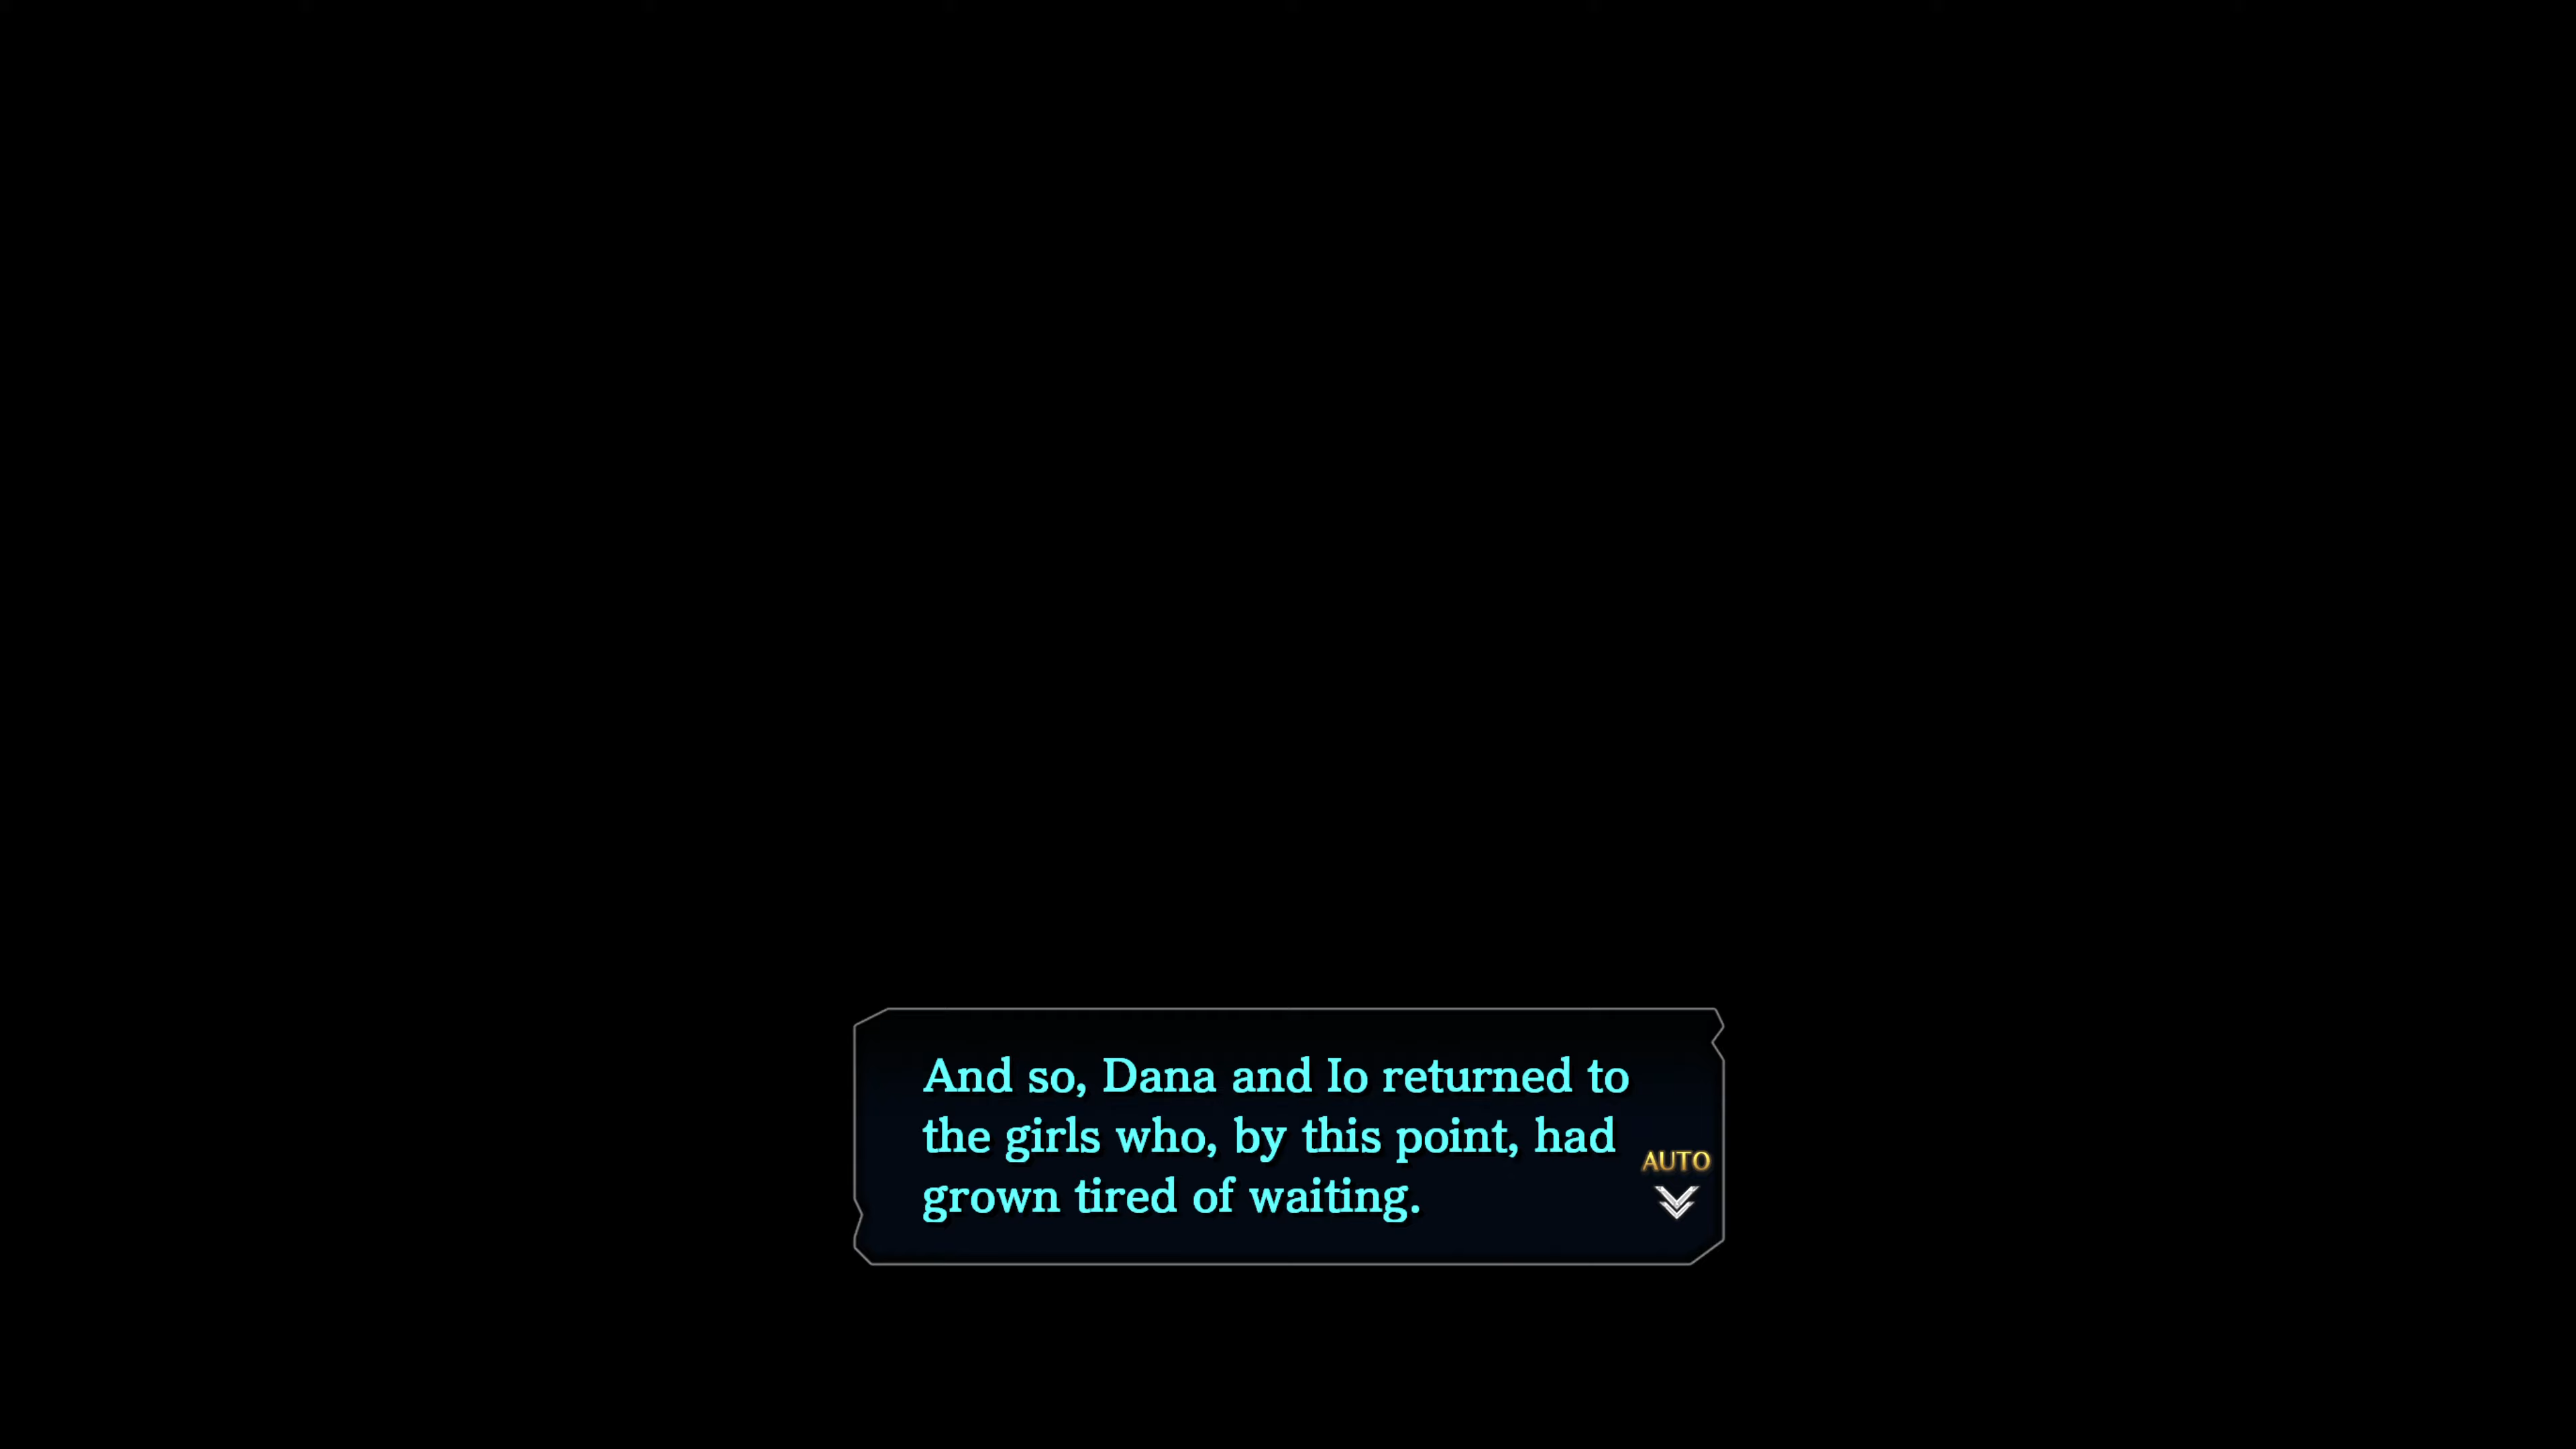 And so, Dana and Io returned to
the girls who, by this point, had
grown tired of waiting.
AUTO